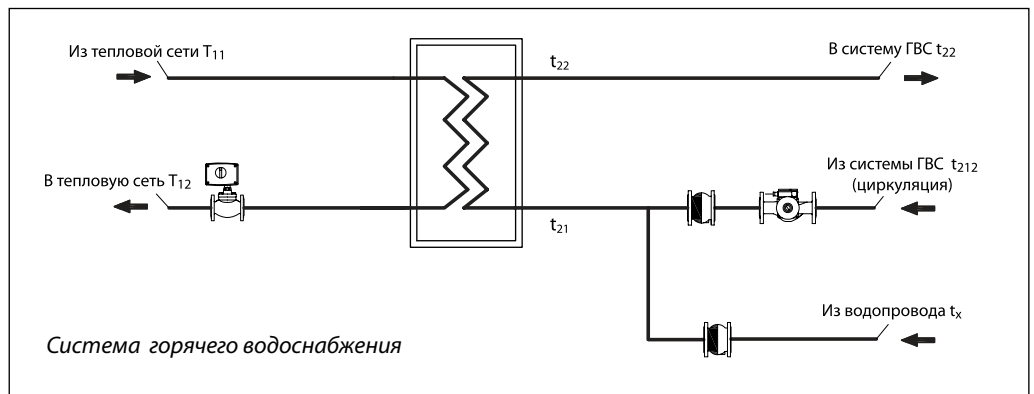 Из тепловой сети T11
t22
В систему ГВС t22
В тепловую сеть T12
Из системы ГВС t212
(циркуляция)
t21
Из водопровода tx
Система горячего водоснабжения